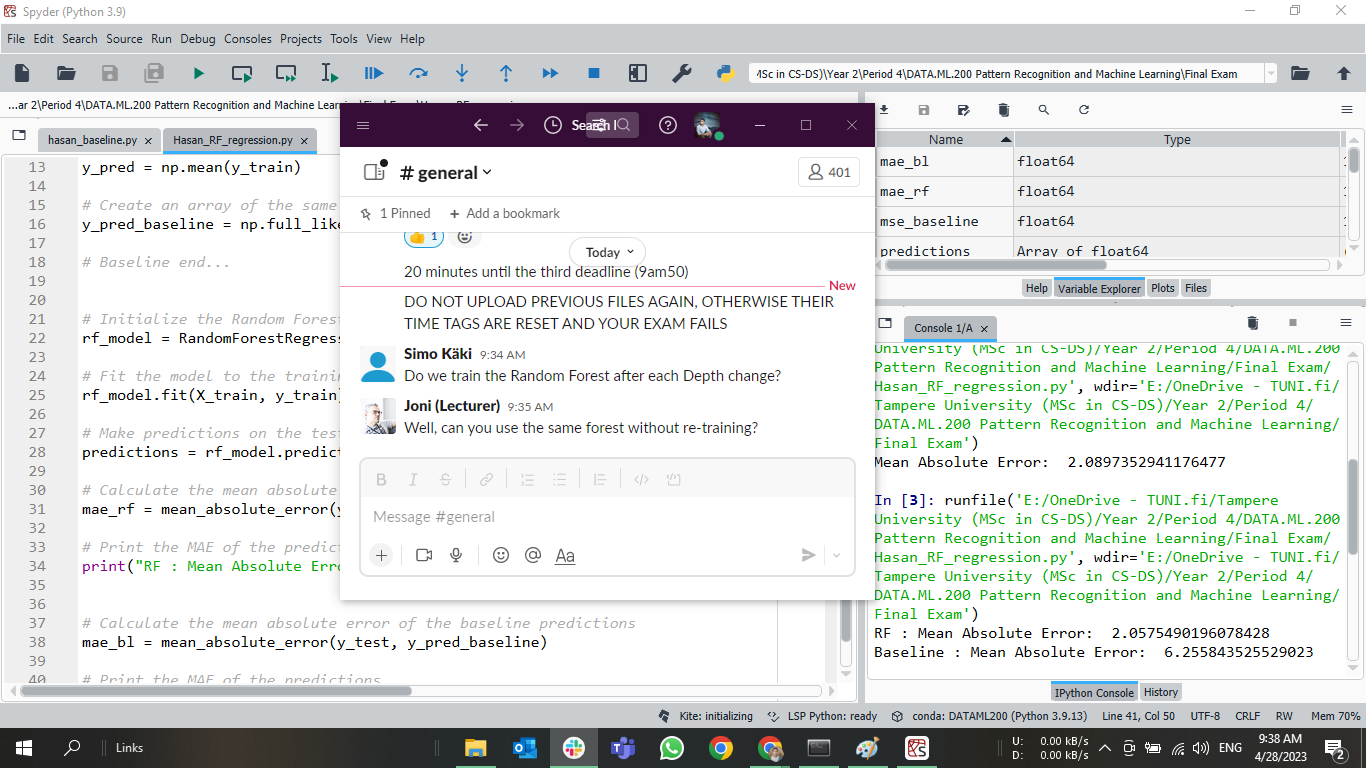 Spyder (Python 3.9)
File Edit Search Source Run Debug Consoles Projects Tools View Help
MSc in CS-DS)\Year 2\Period 4\DATA.ML.200 Pattern Recognition and Machine Learning\Final Exam
...ar 2\Period 4\DATA.ML.200 Pattern Recognition and Machine Lear
hasan_baseline.py
Hasan_RF_regression.py
13 y_pred = np.mean(y_train)
14
15 # Create an array of the same
16 y_pred_baseline = np.full_like
17
18 # Baseline end...
19
20
21 # Initialize the Random Forest
22 rf_model = RandomForestRegress
23
24 # Fit the model to the training
25 rf_model.fit(X_train, y_train)
26
27 # Make predictions on the test
28 predictions = rf_model.predict
29
30 # Calculate the mean absolute
31 mae_rf = mean_absolute_error(y
32
33 # Print the MAE of the predict
34 print("RF : Mean Absolute Erro
35
36
37 # Calculate the mean absolute error of the baseline predictions
38 mae_bl = mean_absolute_error(y_test, y_pred_baseline)
39
40 # Print the MAE of the predictions
Search
# general
401
1 Pinned + Add a bookmark
1
Today
20 minutes until the third deadline (9am50)
New
DO NOT UPLOAD PREVIOUS FILES AGAIN, OTHERWISE THEIR
TIME TAGS ARE RESET AND YOUR EXAM FAILS
Simo Käki 9:34 AM
Do we train the Random Forest after each Depth change?
Joni (Lecturer) 9:35 AM
Well, can you use the same forest without re-training?
B I S
Message #general
+ @ Aa
Name Type
mae_bl float64
mae_rf float64
mse_baseline float64
predictions Array of float64
Help Variable Explorer Plots Files
Console 1/A
University (MSc in CS-DS)/Year 2/Period 4/DATA.ML.200
Pattern Recognition and Machine Learning/Final Exam/
Hasan_RF_regression.py', wdir='E:/OneDrive - TUNI.fi/
Tampere University (MSc in CS-DS)/Year 2/Period 4/
DATA.ML.200 Pattern Recognition and Machine Learning/
Final Exam')
Mean Absolute Error:  2.0897352941176477
In [3]: runfile('E:/OneDrive - TUNI.fi/Tampere
University (MSc in CS-DS)/Year 2/Period 4/DATA.ML.200
Pattern Recognition and Machine Learning/Final Exam/
Hasan_RF_regression.py', wdir='E:/OneDrive - TUNI.fi/
Tampere University (MSc in CS-DS)/Year 2/Period 4/
DATA.ML.200 Pattern Recognition and Machine Learning/
Final Exam')
RF : Mean Absolute Error:  2.0575490196078428
Baseline : Mean Absolute Error:  6.255843525529023
IPython Console History
Kite: initializing LSP Python: ready conda: DATAML200 (Python 3.9.13) Line 41, Col 50 UTF-8 CRLF RW Mem 70%
Links
U: 0.00 kB/s
D: 0.00 kB/s
ENG
9:38 AM
4/28/2023
2